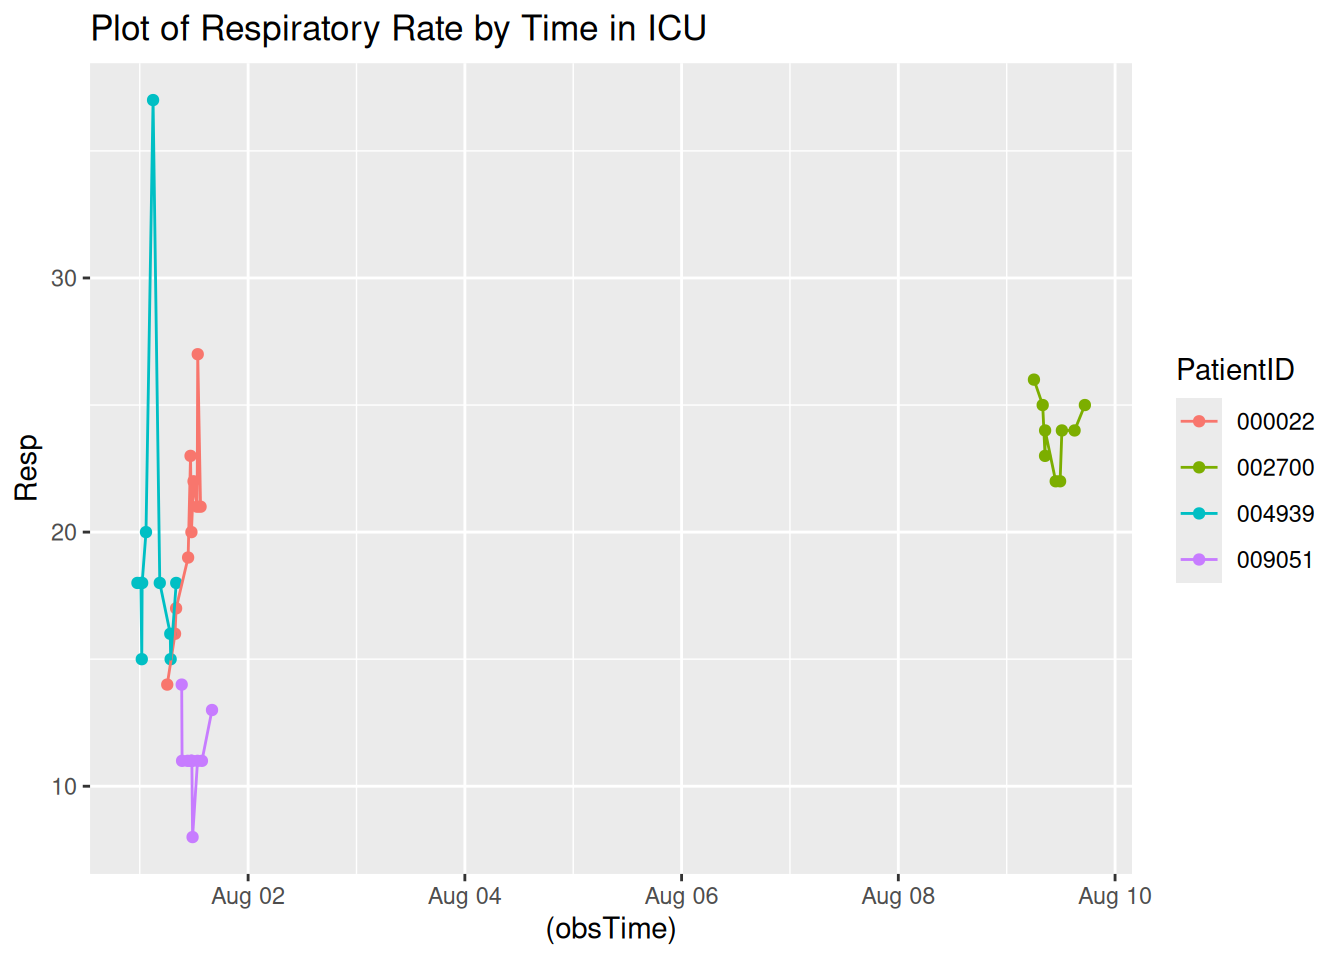 Plot of Respiratory Rate by Time in ICU
30
20
10
Resp
Aug 02
Aug 04
Aug 06
Aug 08
Aug 10
(obsTime)
PatientID
000022
002700
004939
009051